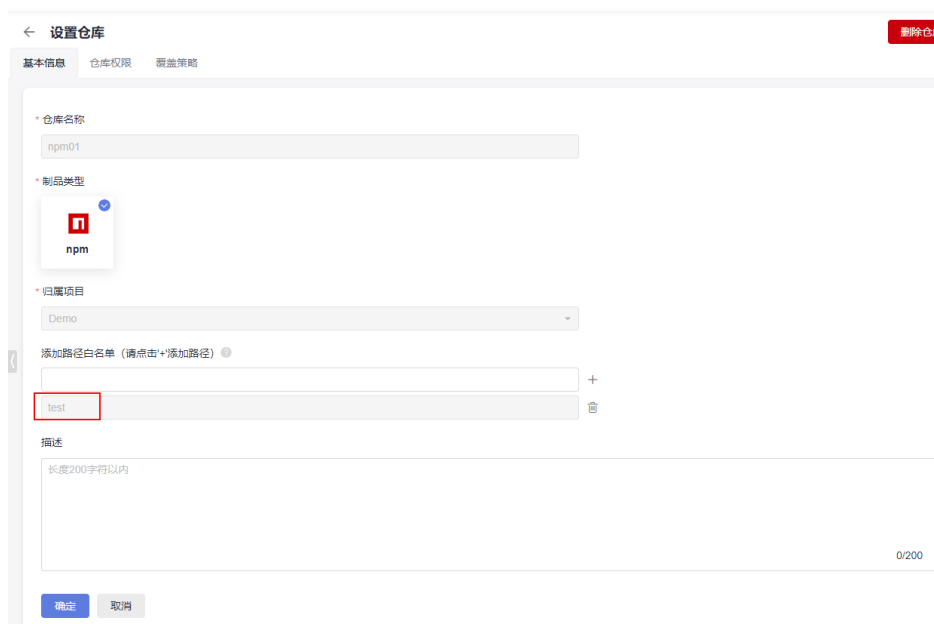 ← 设置仓库
删除仓
基本信息 仓库权限 覆盖策略
* 仓库名称
npm01
* 制品类型
npm
* 归属项目
Demo
添加路径白名单（请点击'+'添加路径） ?
+
test
描述
长度200字符以内
0/200
确定 取消